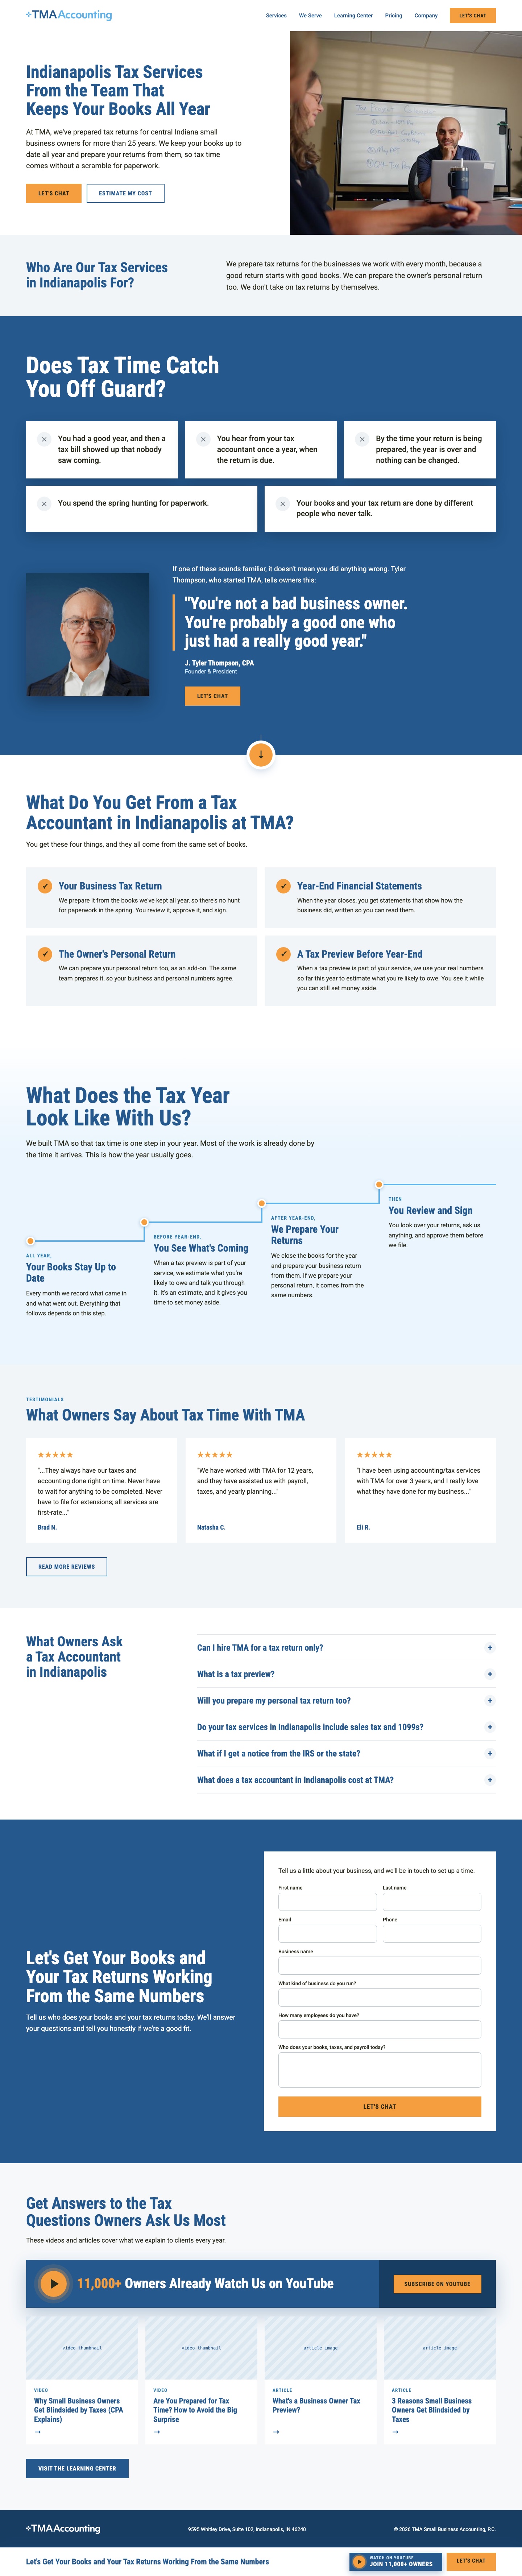 TMAAccounting
Services
We Serve
Learning Center
Pricing
Company
LET'S CHAT
Indianapolis Tax Services
From the Team That
Keeps Your Books All Year
At TMA, we've prepared tax returns for central Indiana small
business owners for more than 25 years. We keep your books up to
date all year and prepare your returns from them, so tax time
comes without a scramble for paperwork.
LET'S CHAT
ESTIMATE MY COST
Who Are Our Tax Services
in Indianapolis For?
We prepare tax returns for the businesses we work with every month, because a
good return starts with good books. We can prepare the owner's personal return
too. We don't take on tax returns by themselves.
Does Tax Time Catch
You Off Guard?
You had a good year, and then a
tax bill showed up that nobody
saw coming.
You hear from your tax
accountant once a year, when
the return is due.
By the time your return is being
prepared, the year is over and
nothing can be changed.
You spend the spring hunting for paperwork.
Your books and your tax return are done by different
people who never talk.
If one of these sounds familiar, it doesn't mean you did anything wrong. Tyler
Thompson, who started TMA, tells owners this:
"You're not a bad business owner.
You're probably a good one who
just had a really good year."
J. Tyler Thompson, CPA
Founder & President
LET'S CHAT
What Do You Get From a Tax
Accountant in Indianapolis at TMA?
You get these four things, and they all come from the same set of books.
Your Business Tax Return
We prepare it from the books we've kept all year, so there's no hunt
for paperwork in the spring. You review it, approve it, and sign.
Year-End Financial Statements
When the year closes, you get statements that show how the
business did, written so you can read them.
The Owner's Personal Return
We can prepare your personal return too, as an add-on. The same
team prepares it, so your business and personal numbers agree.
A Tax Preview Before Year-End
When a tax preview is part of your service, we use your real numbers
so far this year to estimate what you're likely to owe. You see it while
you can still set money aside.
What Does the Tax Year
Look Like With Us?
We built TMA so that tax time is one step in your year. Most of the work is already done by
the time it arrives. This is how the year usually goes.
ALL YEAR,
Your Books Stay Up to
Date
Every month we record what came in
and what went out. Everything that
follows depends on this step.
BEFORE YEAR-END,
You See What's Coming
When a tax preview is part of your
service, we estimate what you're
likely to owe and talk you through
it. It's an estimate, and it gives you
time to set money aside.
AFTER YEAR-END,
We Prepare Your
Returns
We close the books for the year
and prepare your business return
from them. If we prepare your
personal return, it comes from the
same numbers.
THEN
You Review and Sign
You look over your returns, ask us
anything, and approve them before
we file.
TESTIMONIALS
What Owners Say About Tax Time With TMA
★★★★★
"...They always have our taxes and
accounting done right on time. Never have
to wait for anything to be completed. Never
have to file for extensions; all services are
first-rate..."
Brad N.
★★★★★
"We have worked with TMA for 12 years,
and they have assisted us with payroll,
taxes, and yearly planning..."
Natasha C.
★★★★★
"I have been using accounting/tax services
with TMA for over 3 years, and I really love
what they have done for my business..."
Eli R.
READ MORE REVIEWS
What Owners Ask
a Tax Accountant
in Indianapolis
Can I hire TMA for a tax return only?
What is a tax preview?
Will you prepare my personal tax return too?
Do your tax services in Indianapolis include sales tax and 1099s?
What if I get a notice from the IRS or the state?
What does a tax accountant in Indianapolis cost at TMA?
Let's Get Your Books and
Your Tax Returns Working
From the Same Numbers
Tell us who does your books and your tax returns today. We'll answer
your questions and tell you honestly if we're a good fit.
Tell us a little about your business, and we'll be in touch to set up a time.
First name
Last name
Email
Phone
Business name
What kind of business do you run?
How many employees do you have?
Who does your books, taxes, and payroll today?
LET'S CHAT
Get Answers to the Tax
Questions Owners Ask Us Most
These videos and articles cover what we explain to clients every year.
11,000+ Owners Already Watch Us on YouTube
SUBSCRIBE ON YOUTUBE
video thumbnail
VIDEO
Why Small Business Owners
Get Blindsided by Taxes (CPA
Explains)
video thumbnail
VIDEO
Are You Prepared for Tax
Time? How to Avoid the Big
Surprise
article image
ARTICLE
What's a Business Owner Tax
Preview?
article image
ARTICLE
3 Reasons Small Business
Owners Get Blindsided by
Taxes
VISIT THE LEARNING CENTER
TMAAccounting
9595 Whitley Drive, Suite 102, Indianapolis, IN 46240
© 2026 TMA Small Business Accounting, P.C.
Let's Get Your Books and Your Tax Returns Working From the Same Numbers
WATCH ON YOUTUBE
JOIN 11,000+ OWNERS
LET'S CHAT